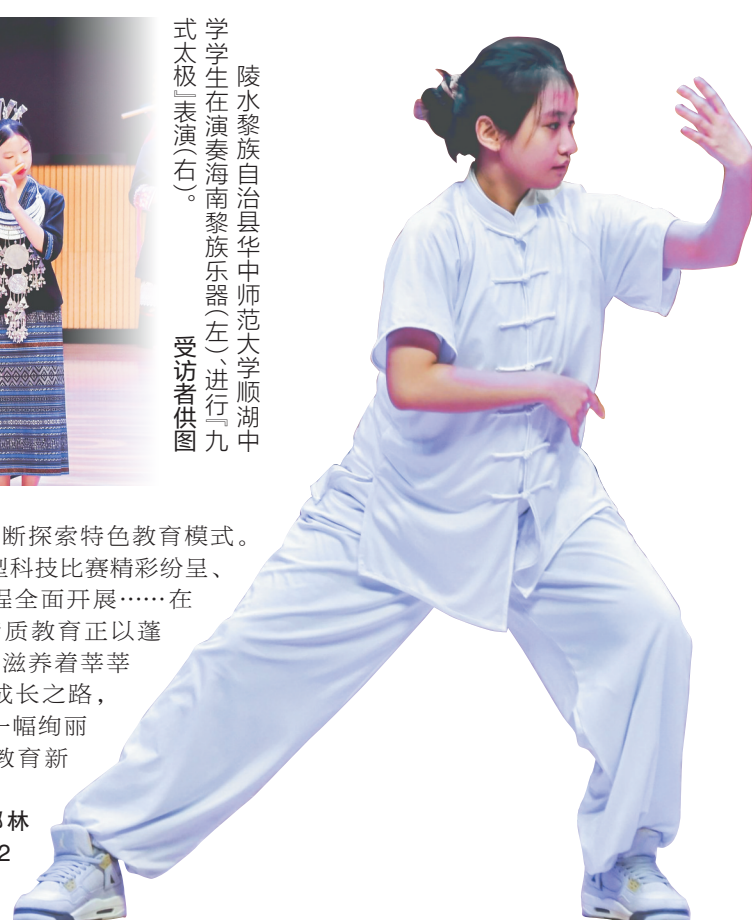 陵水黎族自治县华中师范大学顺湖中
学学生在演奏海南黎族乐器（左）、进行『九
式太极』表演（右）。
受访者供图
断探索特色教育模式。
型科技比赛精彩纷呈、
程全面开展……在
质教育正以蓬
滋养着莘莘
成长之路，
一幅绚丽
教育新
林
2